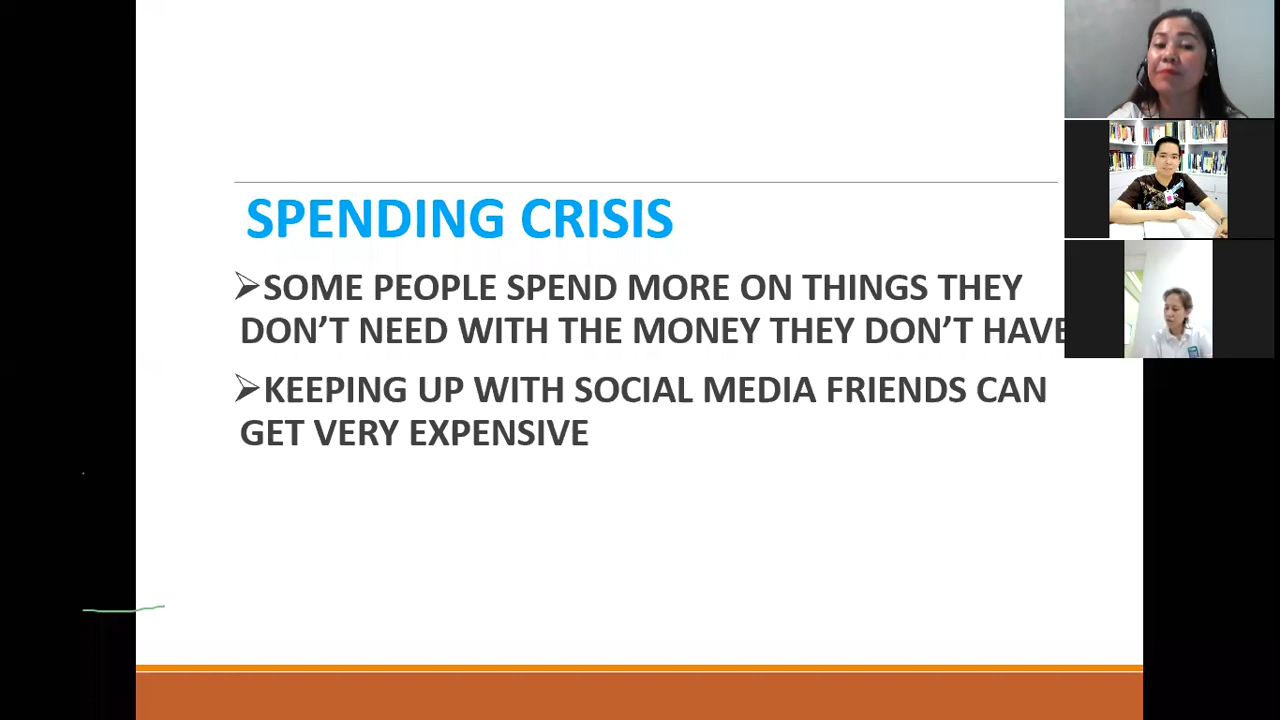 SPENDING CRISIS
➢SOME PEOPLE SPEND MORE ON THINGS THEY
DON’T NEED WITH THE MONEY THEY DON’T HAVE
➢KEEPING UP WITH SOCIAL MEDIA FRIENDS CAN
GET VERY EXPENSIVE